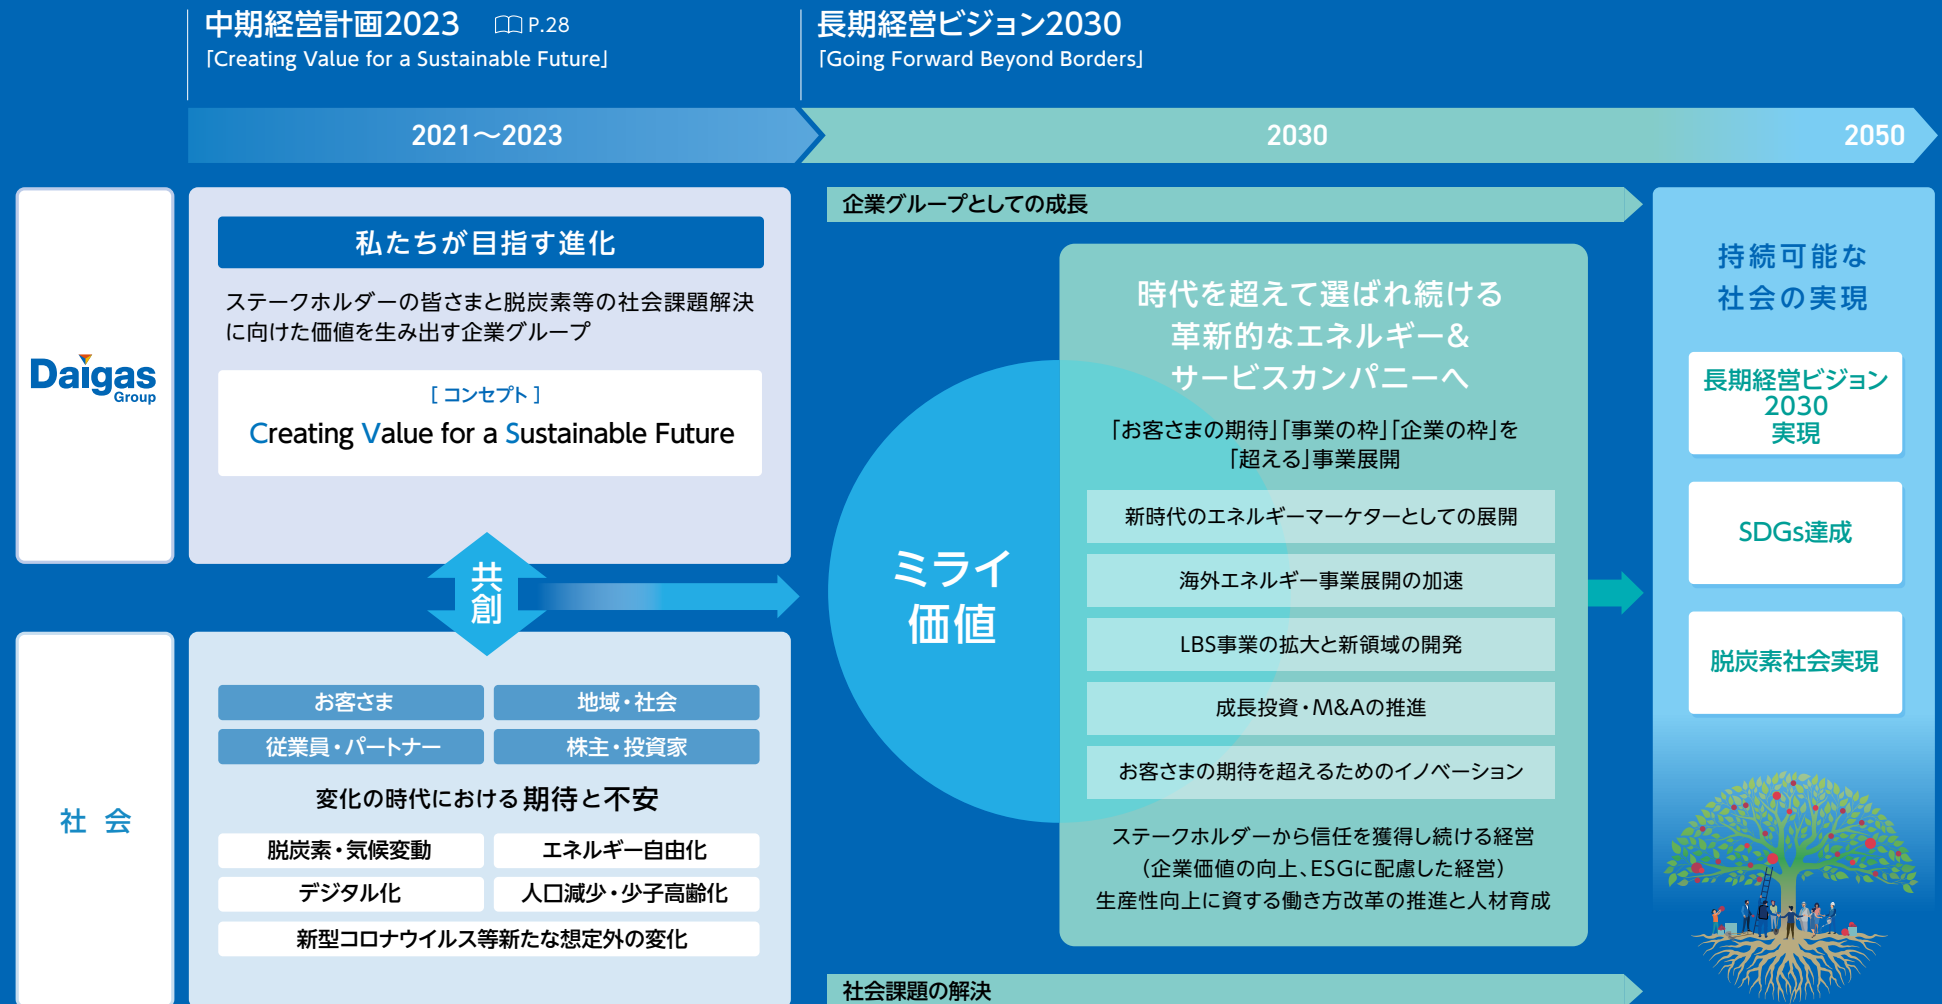 中期経営計画2023 P.28
「Creating Value for a Sustainable Future」
長期経営ビジョン2030
「Going Forward Beyond Borders」
2021～2023
2030
2050
Daigas
Group
私たちが目指す進化
ステークホルダーの皆さまと脱炭素等の社会課題解決
に向けた価値を生み出す企業グループ
[ コンセプト ]
Creating Value for a Sustainable Future
共創
社 会
お客さま
地域・社会
従業員・パートナー
株主・投資家
変化の時代における期待と不安
脱炭素・気候変動
エネルギー自由化
デジタル化
人口減少・少子高齢化
新型コロナウイルス等新たな想定外の変化
企業グループとしての成長
ミライ
価値
時代を超えて選ばれ続ける
革新的なエネルギー&
サービスカンパニーへ
「お客さまの期待」「事業の枠」「企業の枠」を
「超える」事業展開
新時代のエネルギーマーケターとしての展開
海外エネルギー事業展開の加速
LBS事業の拡大と新領域の開発
成長投資・M&Aの推進
お客さまの期待を超えるためのイノベーション
ステークホルダーから信任を獲得し続ける経営
（企業価値の向上、ESGに配慮した経営）
生産性向上に資する働き方改革の推進と人材育成
社会課題の解決
持続可能な
社会の実現
長期経営ビジョン
2030
実現
SDGs達成
脱炭素社会実現